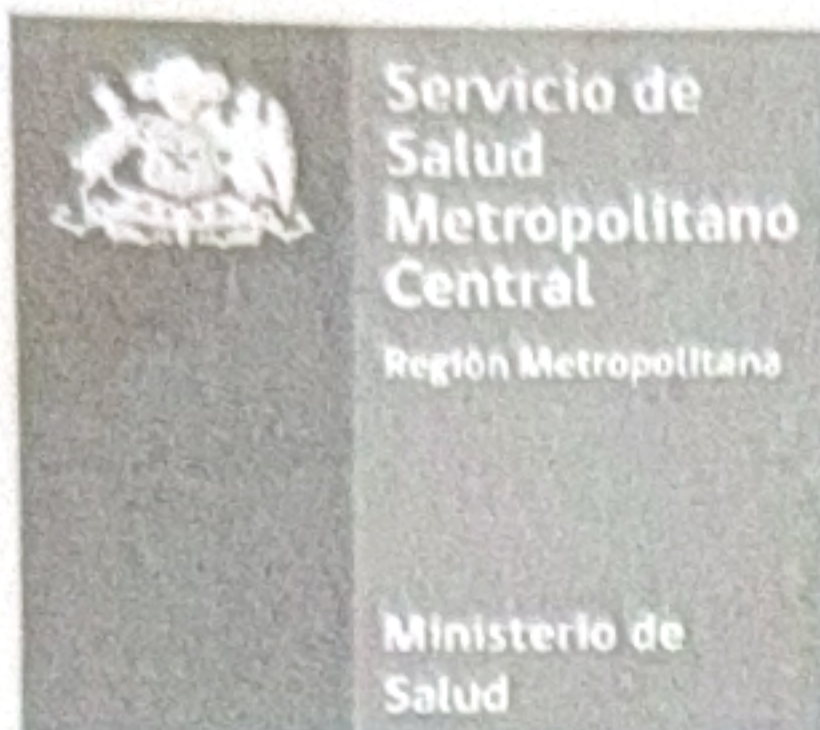 Servicio de
Salud
Metropolitano
Central
Región Metropolitana
Ministerio de
Salud